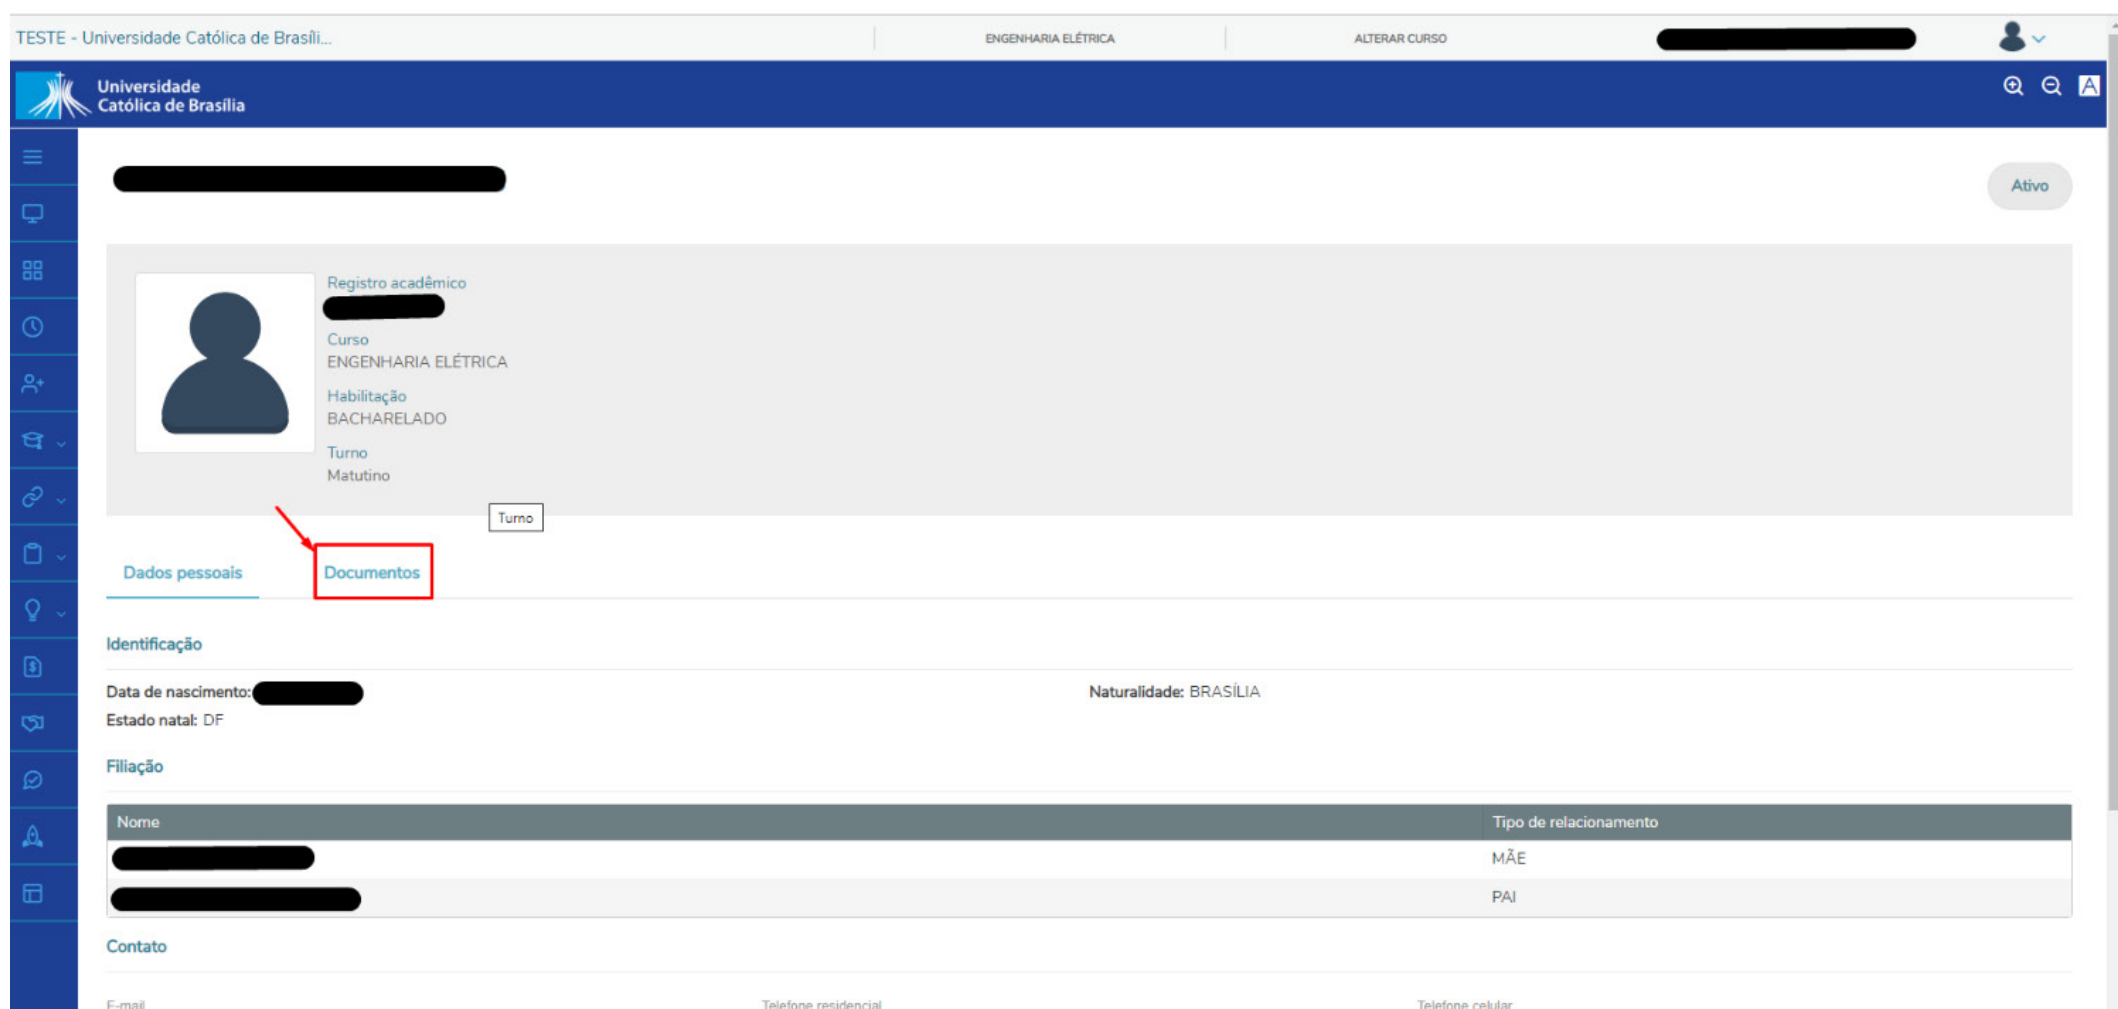 TESTE - Universidade Católica de Brasíli...
ENGENHARIA ELÉTRICA
ALTERAR CURSO
Universidade
Católica de Brasília
A
Ativo
Registro acadêmico
Curso
ENGENHARIA ELÉTRICA
Habilitação
BACHARELADO
Turno
Matutino
Turno
Dados pessoais
Documentos
Identificação
Data de nascimento:
Naturalidade: BRASÍLIA
Estado natal: DF
Filiação
Nome
Tipo de relacionamento
MÃE
PAI
Contato
E-mail
Telefone residencial
Telefone celular